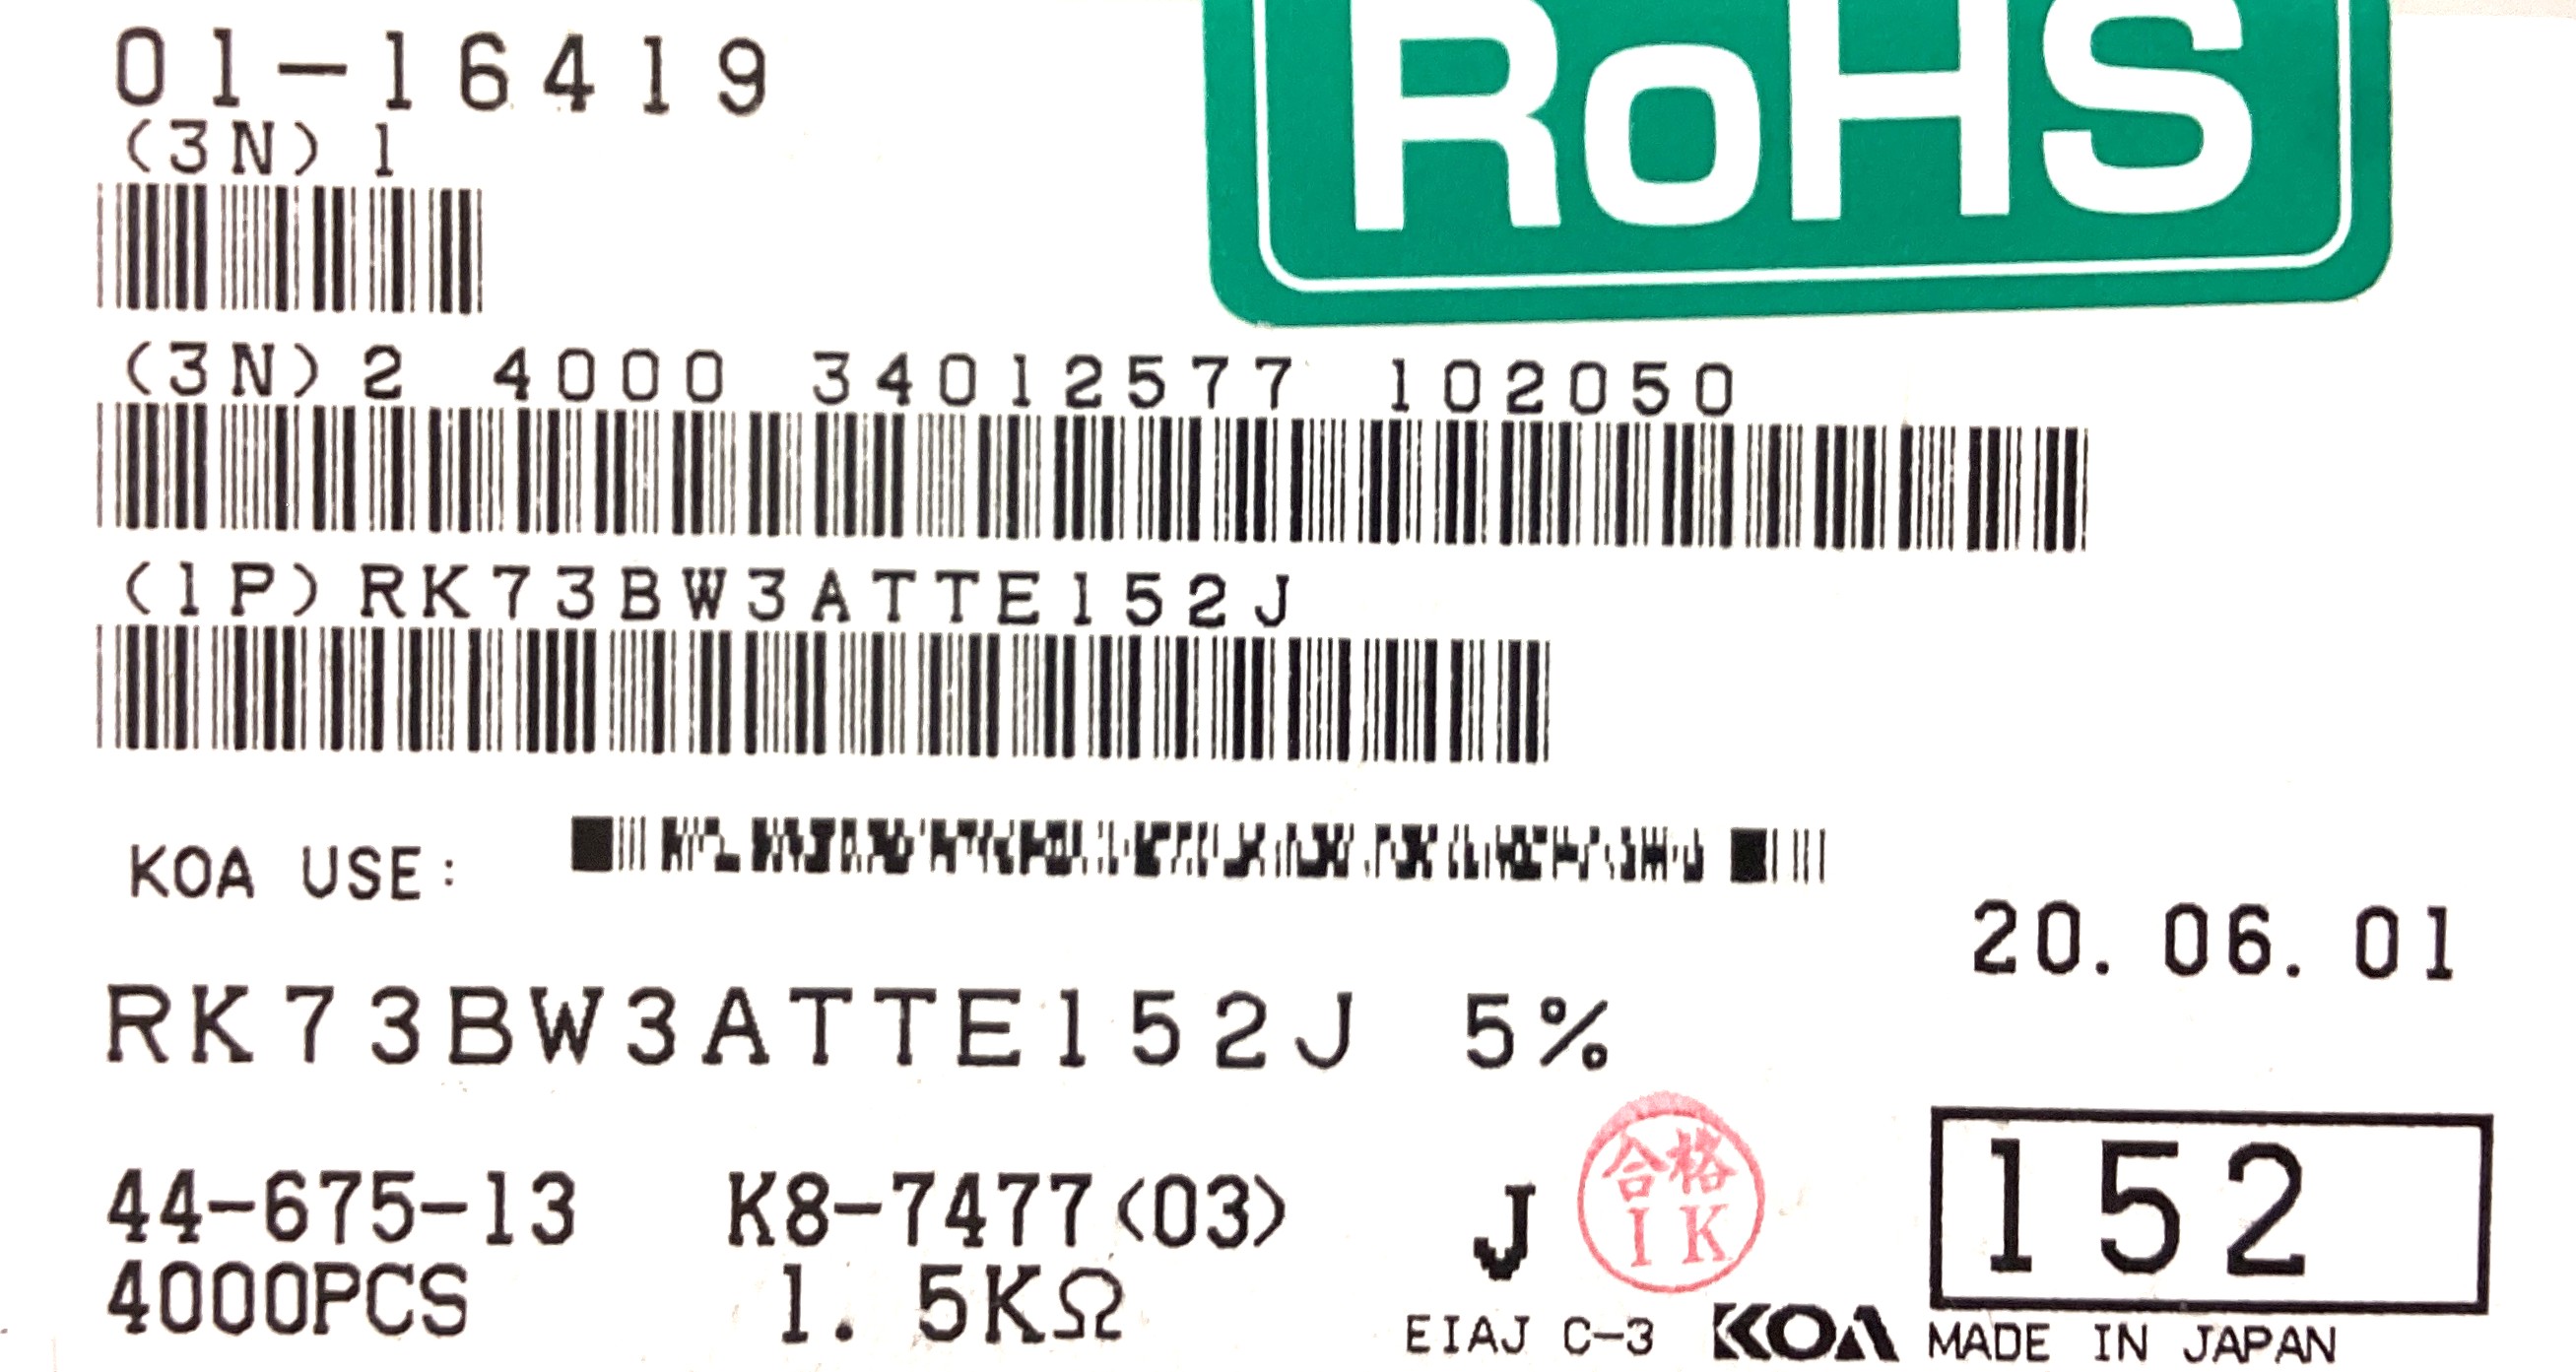 01-16419
RoHS
(3N) 1
(3N) 2 4000 34012577 102050
(1P) RK73BW3ATTE152J
KOA USE:
20.06.01
RK73BW3ATTE152J 5%
44-675-13 K8-7477(03) J 合格 IK 152
4000PCS 1.5KΩ EIAJ C-3 KOA MADE IN JAPAN